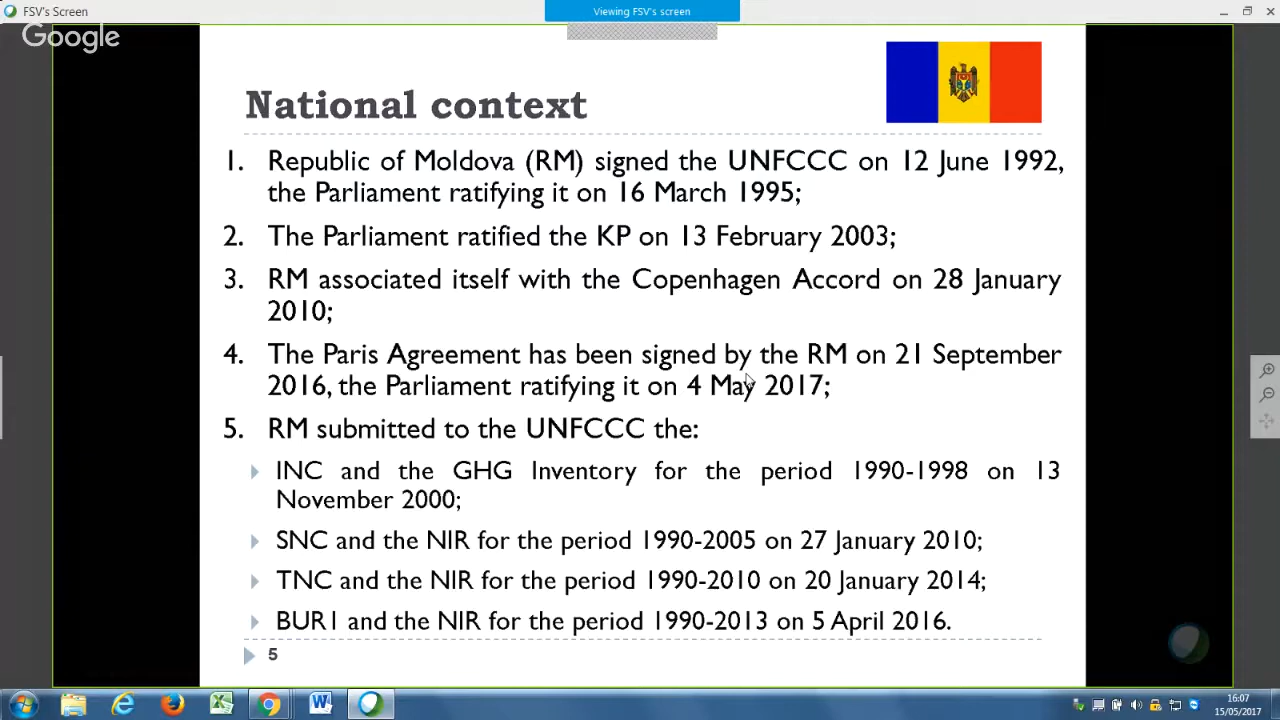 FSV's Screen
Viewing FSV's screen
Google
National context
1. Republic of Moldova (RM) signed the UNFCCC on 12 June 1992,
the Parliament ratifying it on 16 March 1995;
2. The Parliament ratified the KP on 13 February 2003;
3. RM associated itself with the Copenhagen Accord on 28 January
2010;
4. The Paris Agreement has been signed by the RM on 21 September
2016, the Parliament ratifying it on 4 May 2017;
5. RM submitted to the UNFCCC the:
INC and the GHG Inventory for the period 1990-1998 on 13
November 2000;
SNC and the NIR for the period 1990-2005 on 27 January 2010;
TNC and the NIR for the period 1990-2010 on 20 January 2014;
BUR1 and the NIR for the period 1990-2013 on 5 April 2016.
5
16:07
15/05/2017